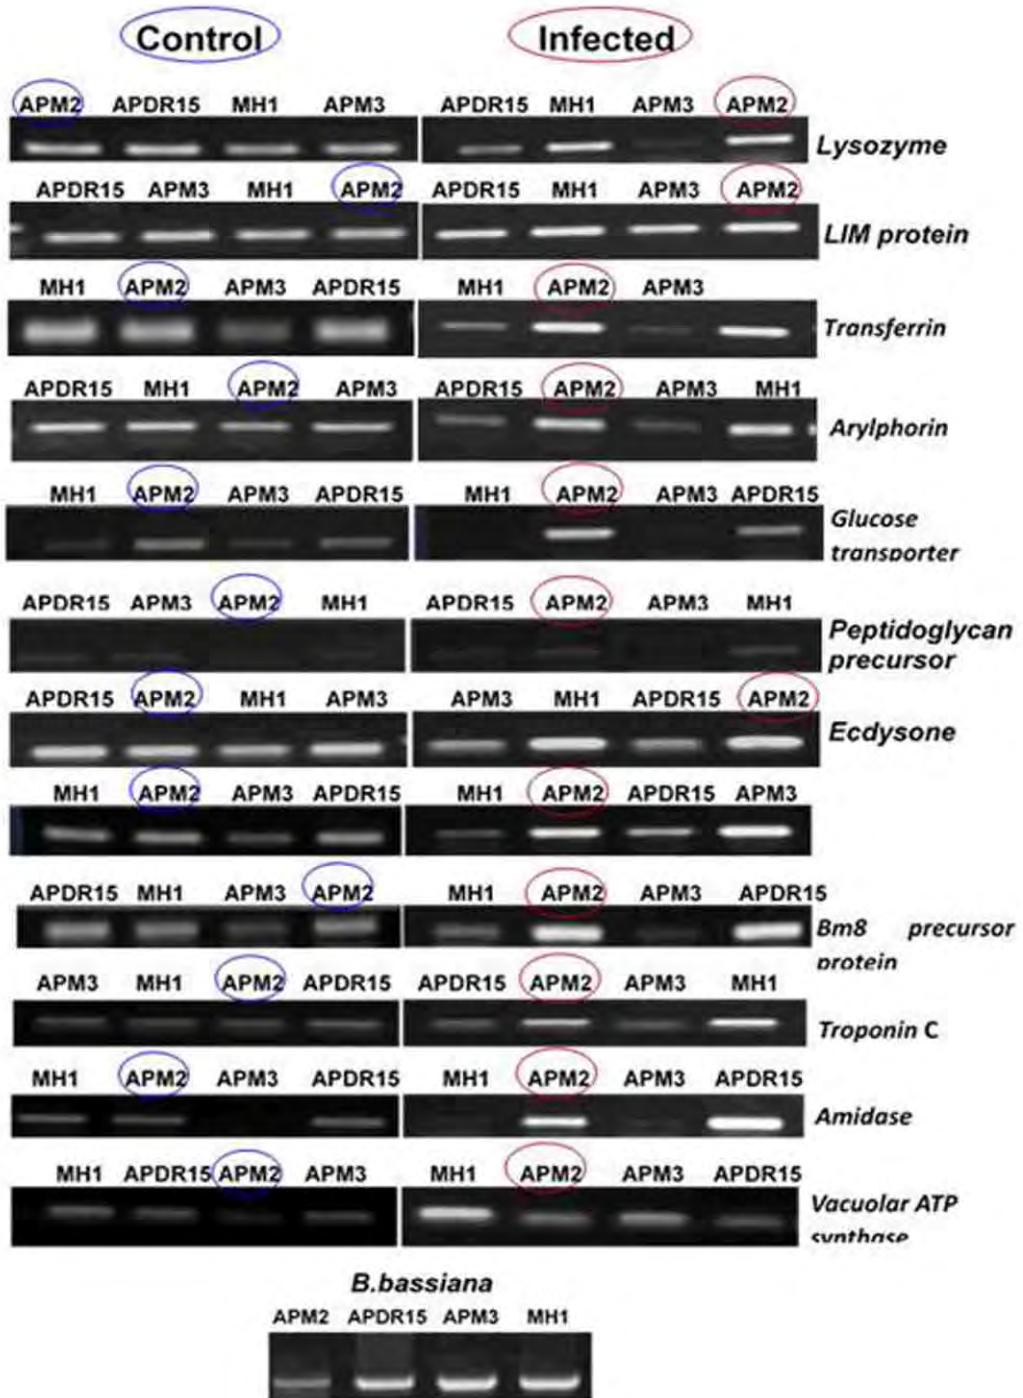 Control Infected
APM2 APDR15 MH1 APM3 APDR15 MH1 APM3 APM2
Lysozyme
APDR15 APM3 MH1 APM2 APDR15 MH1 APM3 APM2
LIM protein
MH1 APM2 APM3 APDR15 MH1 APM2 APM3
Transferrin
APDR15 MH1 APM2 APM3 APDR15 APM2 APM3 MH1
Arylphorin
MH1 APM2 APM3 APDR15 MH1 APM2 APM3 APDR15
Glucose
transporter
APDR15 APM3 APM2 MH1 APDR15 APM2 APM3 MH1
Peptidoglycan
precursor
APDR15 APM2 MH1 APM3 APM3 MH1 APDR15 APM2
Ecdysone
MH1 APM2 APM3 APDR15 MH1 APM2 APDR15 APM3
APDR15 MH1 APM3 APM2 MH1 APM2 APM3 APDR15
Bm8 precursor
protein
APM3 MH1 APM2 APDR15 APDR15 APM2 APM3 MH1
Troponin C
MH1 APM2 APM3 APDR15 MH1 APM2 APM3 APDR15
Amidase
MH1 APDR15 APM2 APM3 MH1 APM2 APM3 APDR15
Vacuolar ATP
synthase
B.bassiana
APM2 APDR15 APM3 MH1